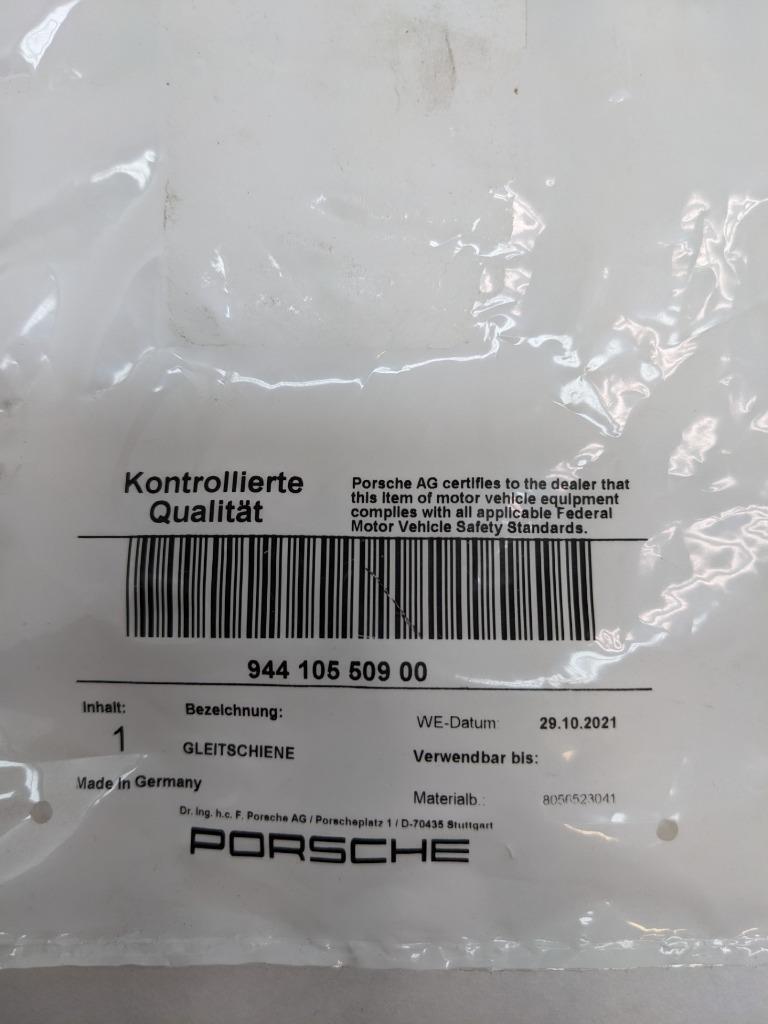 Kontrollierte
Qualität
Porsche AG certifies to the dealer that
this item of motor vehicle equipment
complies with all applicable Federal
Motor Vehicle Safety Standards.
944 105 509 00
Inhalt:
1
Bezeichnung:
GLEITSCHIENE
WE-Datum: 29.10.2021
Verwendbar bis:
Made in Germany
Materialb.: 8056523041
Dr. Ing. h.c. F. Porsche AG / Porscheplatz 1 / D-70435 Stuttgart
PORSCHE